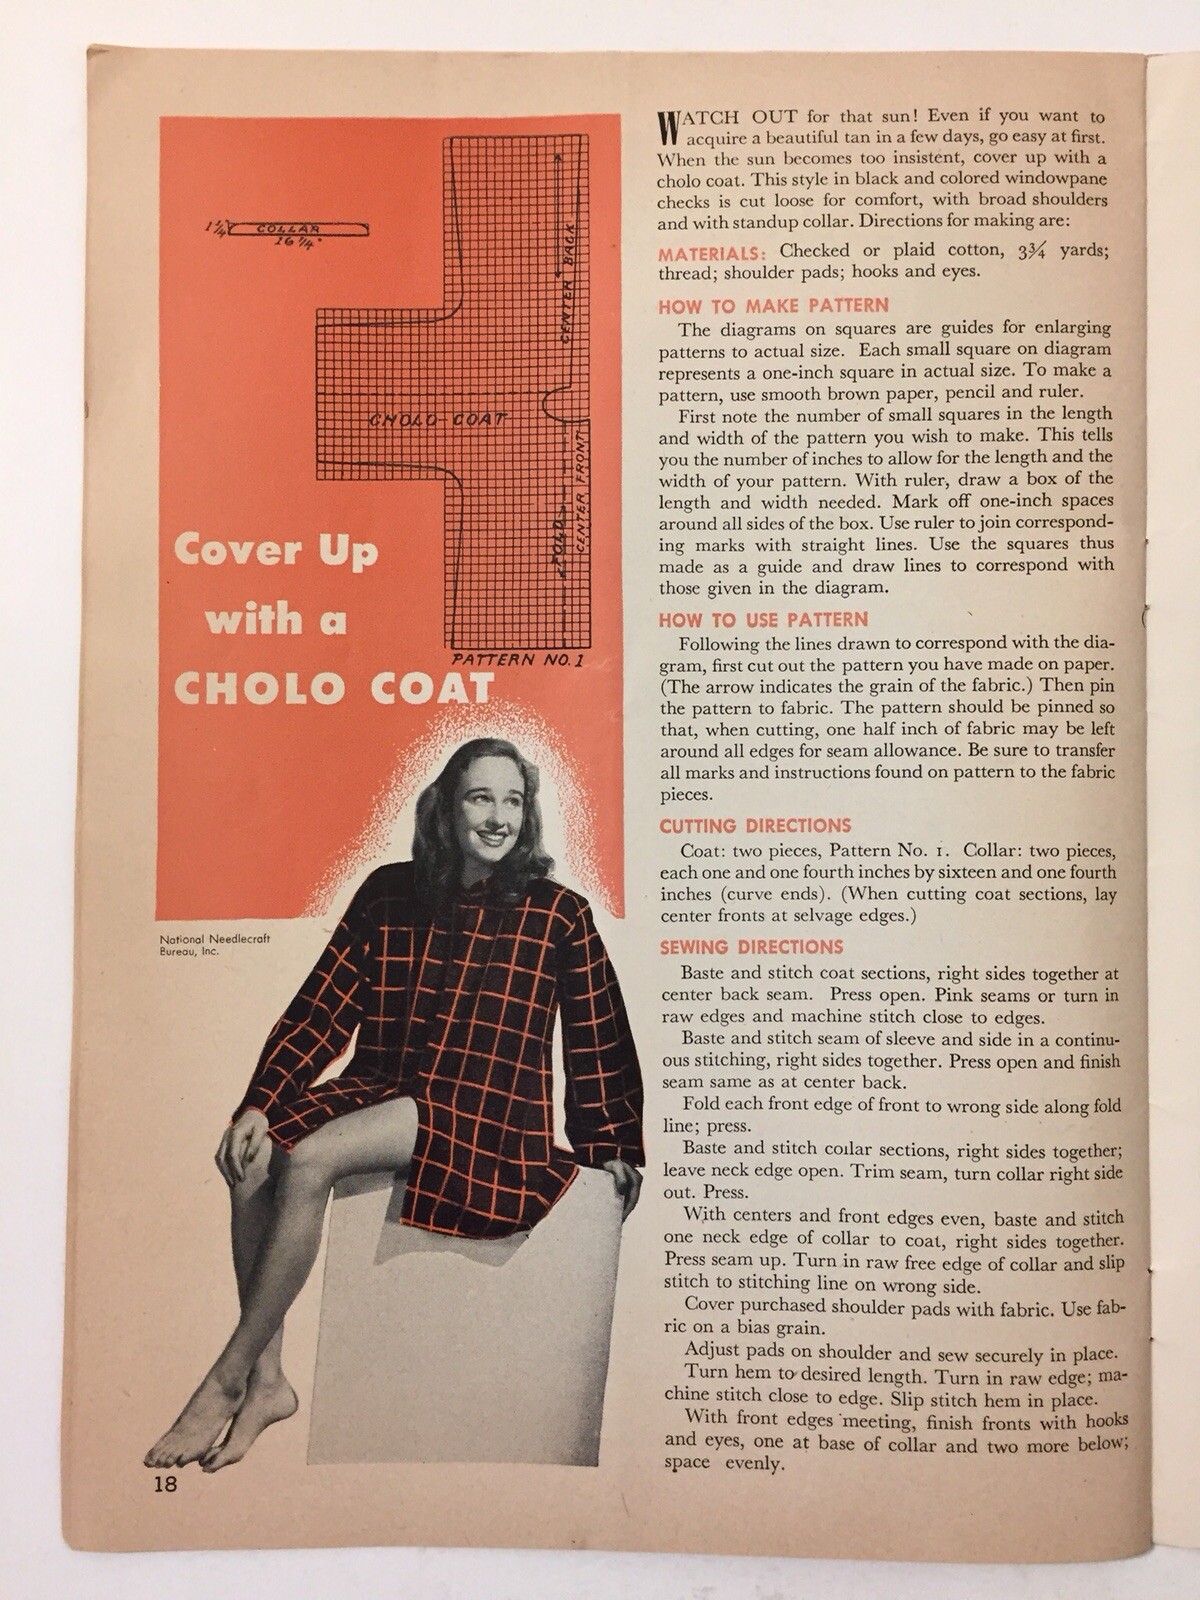 1¼"
COLLAR
16¼"
CENTER BACK
CHOLO-COAT
CENTER FRONT
FOLD
PATTERN NO. 1
Cover Up
with a
CHOLO COAT
National Needlecraft
Bureau, Inc.
18
WATCH OUT for that sun! Even if you want to
acquire a beautiful tan in a few days, go easy at first.
When the sun becomes too insistent, cover up with a
cholo coat. This style in black and colored windowpane
checks is cut loose for comfort, with broad shoulders
and with standup collar. Directions for making are:
MATERIALS: Checked or plaid cotton, 3¾ yards;
thread; shoulder pads; hooks and eyes.
HOW TO MAKE PATTERN
The diagrams on squares are guides for enlarging
patterns to actual size. Each small square on diagram
represents a one-inch square in actual size. To make a
pattern, use smooth brown paper, pencil and ruler.
First note the number of small squares in the length
and width of the pattern you wish to make. This tells
you the number of inches to allow for the length and the
width of your pattern. With ruler, draw a box of the
length and width needed. Mark off one-inch spaces
around all sides of the box. Use ruler to join correspond-
ing marks with straight lines. Use the squares thus
made as a guide and draw lines to correspond with
those given in the diagram.
HOW TO USE PATTERN
Following the lines drawn to correspond with the dia-
gram, first cut out the pattern you have made on paper.
(The arrow indicates the grain of the fabric.) Then pin
the pattern to fabric. The pattern should be pinned so
that, when cutting, one half inch of fabric may be left
around all edges for seam allowance. Be sure to transfer
all marks and instructions found on pattern to the fabric
pieces.
CUTTING DIRECTIONS
Coat: two pieces, Pattern No. 1. Collar: two pieces,
each one and one fourth inches by sixteen and one fourth
inches (curve ends). (When cutting coat sections, lay
center fronts at selvage edges.)
SEWING DIRECTIONS
Baste and stitch coat sections, right sides together at
center back seam. Press open. Pink seams or turn in
raw edges and machine stitch close to edges.
Baste and stitch seam of sleeve and side in a continu-
ous stitching, right sides together. Press open and finish
seam same as at center back.
Fold each front edge of front to wrong side along fold
line; press.
Baste and stitch collar sections, right sides together;
leave neck edge open. Trim seam, turn collar right side
out. Press.
With centers and front edges even, baste and stitch
one neck edge of collar to coat, right sides together.
Press seam up. Turn in raw free edge of collar and slip
stitch to stitching line on wrong side.
Cover purchased shoulder pads with fabric. Use fab-
ric on a bias grain.
Adjust pads on shoulder and sew securely in place.
Turn hem to desired length. Turn in raw edge; ma-
chine stitch close to edge. Slip stitch hem in place.
With front edges meeting, finish fronts with hooks
and eyes, one at base of collar and two more below;
space evenly.